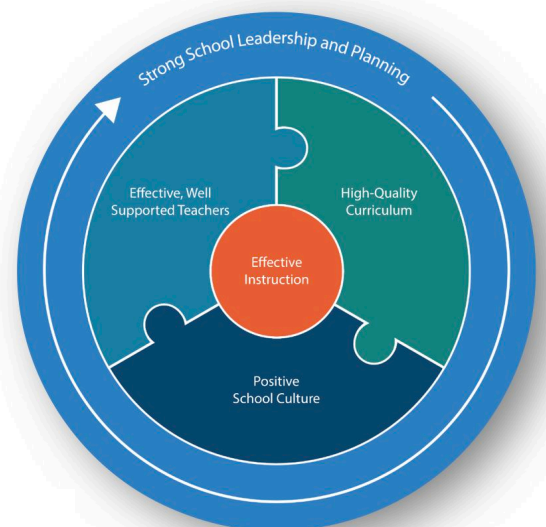 Strong School Leadership and Planning
Effective, Well
Supported Teachers
High-Quality
Curriculum
Effective
Instruction
Positive
School Culture